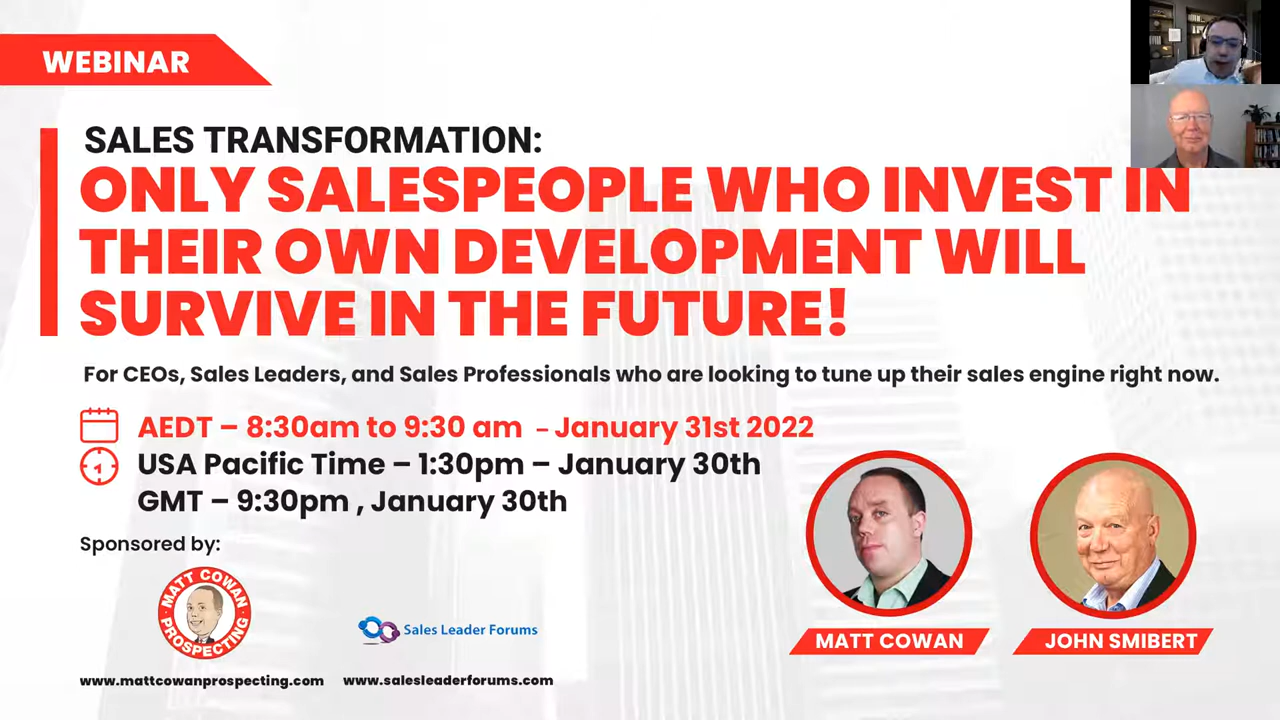 WEBINAR
SALES TRANSFORMATION:
ONLY SALESPEOPLE WHO INVEST IN
THEIR OWN DEVELOPMENT WILL
SURVIVE IN THE FUTURE!
For CEOs, Sales Leaders, and Sales Professionals who are looking to tune up their sales engine right now.
AEDT – 8:30am to 9:30 am – January 31st 2022
1
USA Pacific Time – 1:30pm – January 30th
GMT – 9:30pm , January 30th
Sponsored by:
MATT COWAN
PROSPECTING
Sales Leader Forums
MATT COWAN
JOHN SMIBERT
www.mattcowanprospecting.com
www.salesleaderforums.com